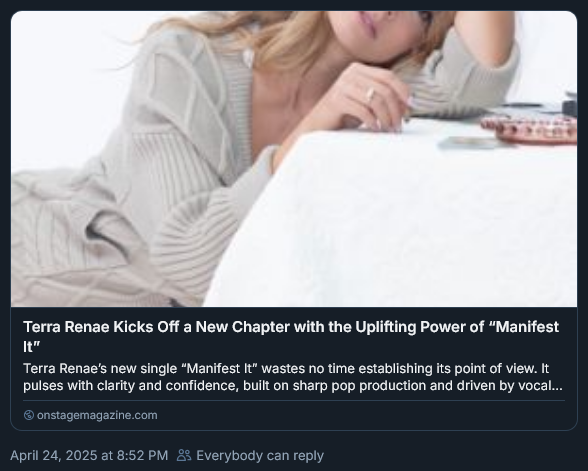 Terra Renae Kicks Off a New Chapter with the Uplifting Power of “Manifest
It”
Terra Renae’s new single “Manifest It” wastes no time establishing its point of view. It
pulses with clarity and confidence, built on sharp pop production and driven by vocal...
onstagemagazine.com
April 24, 2025 at 8:52 PM Everybody can reply